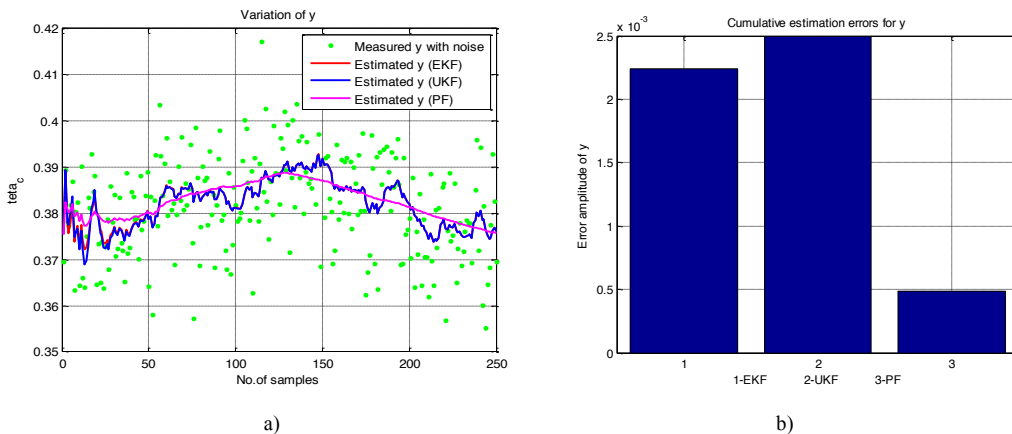 Variation of y
0.42
0.41
0.4
0.39
0.38
0.37
0.36
0.35
teta_c
Measured y with noise
Estimated y (EKF)
Estimated y (UKF)
Estimated y (PF)
0 50 100 150 200 250
No.of samples
a)
x 10^-3
Cumulative estimation errors for y
2.5
2
1.5
1
0.5
0
Error amplitude of y
1 2 3
1-EKF 2-UKF 3-PF
b)